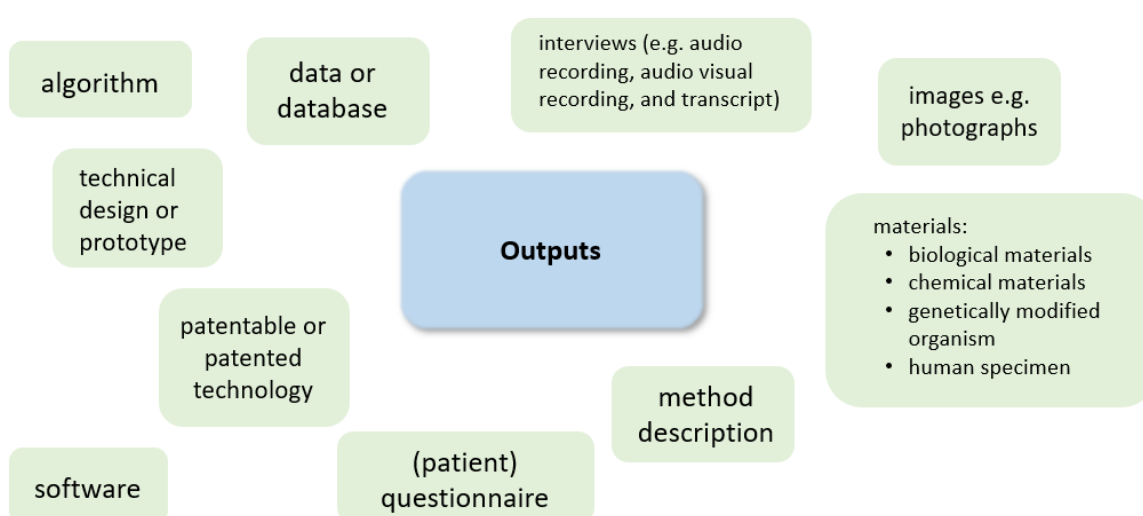 algorithm
data or
database
interviews (e.g. audio
recording, audio visual
recording, and transcript)
images e.g.
photographs
technical
design or
prototype
Outputs
materials:
• biological materials
• chemical materials
• genetically modified
organism
• human specimen
patentable or
patented
technology
method
description
software
(patient)
questionnaire